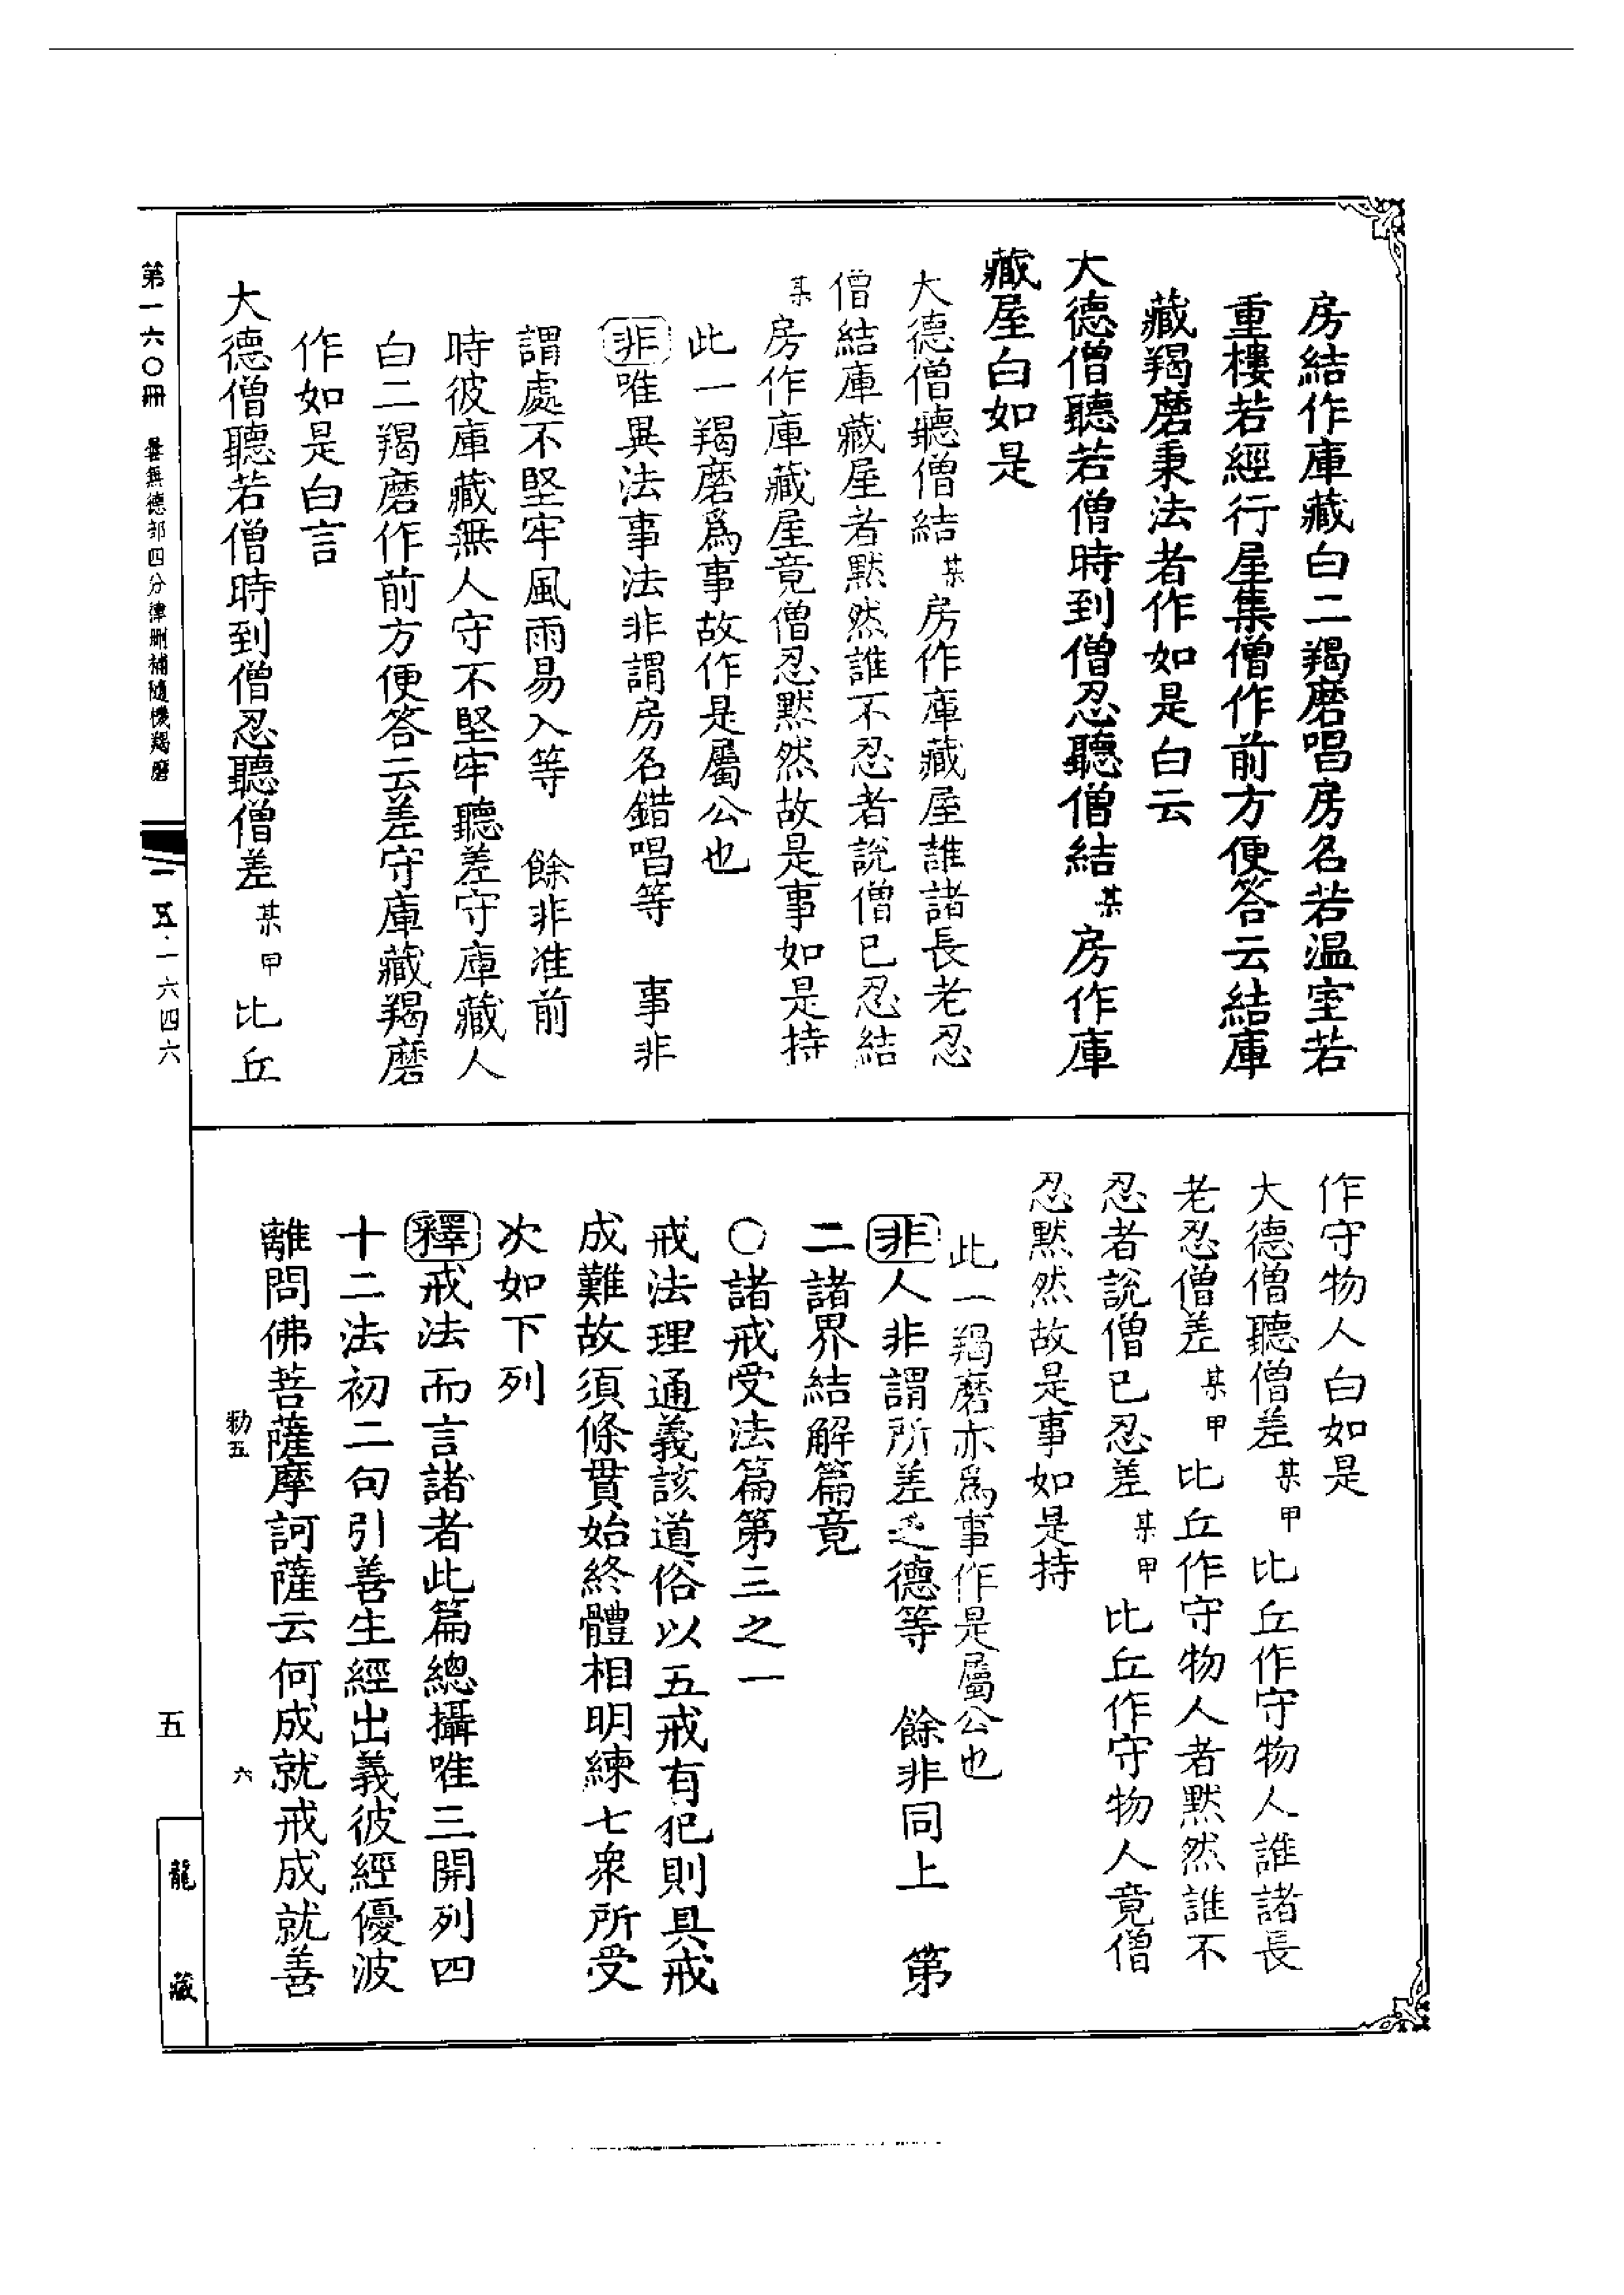 房結作庫藏白二羯磨唱房名若温室若
重樓若經行屋集僧作前方便答云結庫
藏羯磨秉法者作如是白云
大德僧聽若僧時到僧忍聽僧結某房作庫
藏屋白如是
大德僧聽僧結某房作庫藏屋誰諸長老忍
僧結庫藏屋者默然誰不忍者說僧已忍結
某房作庫藏屋竟僧忍默然故是事如是持
此一羯磨爲事故作是屬公也
非唯異法事法非謂房名錯唱等 事非
謂處不堅牢風雨易入等 餘非准前
時彼庫藏無人守不堅牢聽差守庫藏人
白二羯磨作前方便答云差守庫藏羯磨
作如是白言
大德僧聽若僧時到僧忍聽僧差某甲比丘
作守物人白如是
大德僧聽僧差某甲比丘作守物人誰諸長
老忍僧差某甲比丘作守物人者默然誰不
忍者說僧已忍差某甲比丘作守物人竟僧
忍默然故是事如是持
此一羯磨亦爲事作是屬公也
非人非謂所差乏德等 餘非同上 第
二諸界結解篇竟
○諸戒受法篇第三之一
戒法理通義該道俗以五戒有犯則具戒
成難故須條貫始終體相明練七衆所受
次如下列
釋戒法而言諸者此篇總攝唯三開列四
十二法初二句引善生經出義彼經優波
離問佛菩薩摩訶薩云何成就戒成就善
勒五 六
第一六〇冊 曇無德部四分律刪補隨機羯磨
五·一六四六
五
龍藏